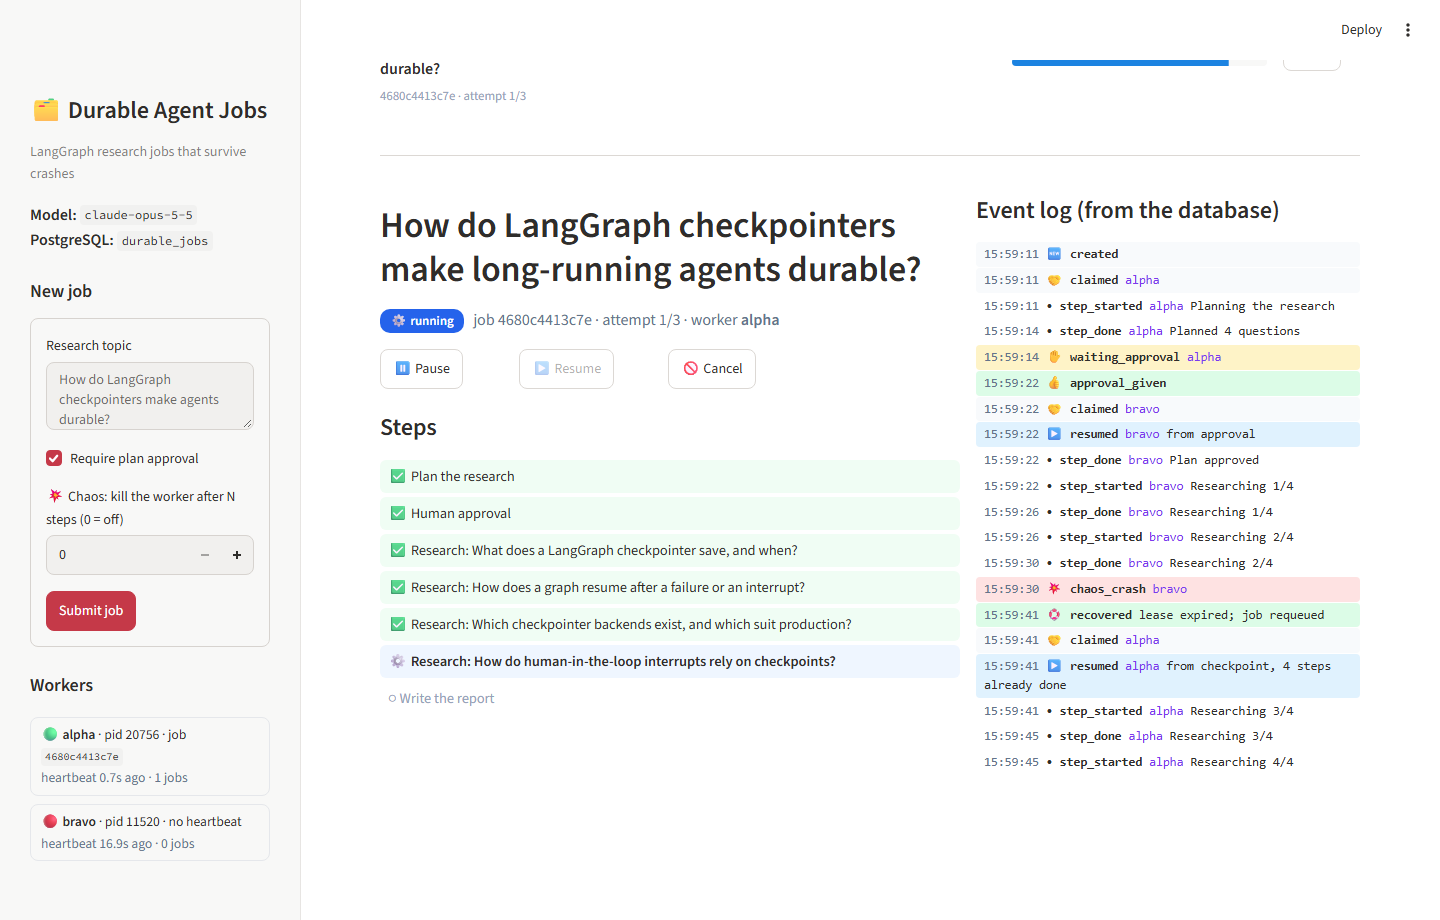 Deploy
Durable Agent Jobs
LangGraph research jobs that survive
crashes
Model: claude-opus-5-5
PostgreSQL: durable_jobs
New job
Research topic
How do LangGraph
checkpointers make agents
durable?
Require plan approval
Chaos: kill the worker after N
steps (0 = off)
0
Submit job
Workers
alpha · pid 20756 · job
4680c4413c7e
heartbeat 0.7s ago · 1 jobs
bravo · pid 11520 · no heartbeat
heartbeat 16.9s ago · 0 jobs
durable?
4680c4413c7e · attempt 1/3
How do LangGraph checkpointers
make long-running agents durable?
running job 4680c4413c7e · attempt 1/3 · worker alpha
Pause Resume Cancel
Steps
Plan the research
Human approval
Research: What does a LangGraph checkpointer save, and when?
Research: How does a graph resume after a failure or an interrupt?
Research: Which checkpointer backends exist, and which suit production?
Research: How do human-in-the-loop interrupts rely on checkpoints?
Write the report
Event log (from the database)
15:59:11 created
15:59:11 claimed alpha
15:59:11 • step_started alpha Planning the research
15:59:14 • step_done alpha Planned 4 questions
15:59:14 waiting_approval alpha
15:59:22 approval_given
15:59:22 claimed bravo
15:59:22 resumed bravo from approval
15:59:22 • step_done bravo Plan approved
15:59:22 • step_started bravo Researching 1/4
15:59:26 • step_done bravo Researching 1/4
15:59:26 • step_started bravo Researching 2/4
15:59:30 • step_done bravo Researching 2/4
15:59:30 chaos_crash bravo
15:59:41 recovered lease expired; job requeued
15:59:41 claimed alpha
15:59:41 resumed alpha from checkpoint, 4 steps
already done
15:59:41 • step_started alpha Researching 3/4
15:59:45 • step_done alpha Researching 3/4
15:59:45 • step_started alpha Researching 4/4